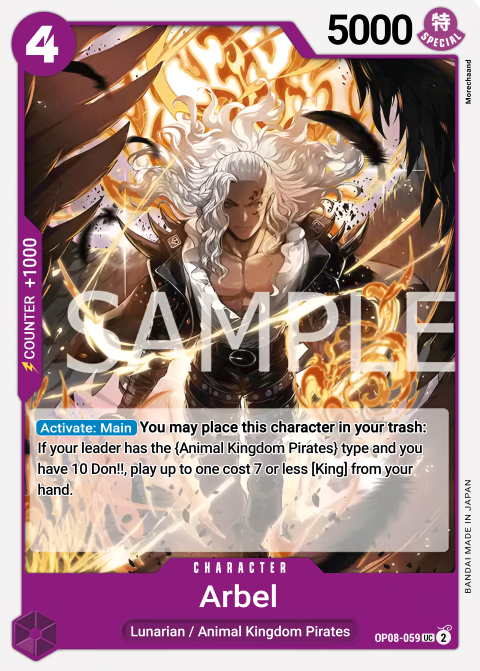 4
5000
特
SPECIAL
Morechaand
COUNTER +1000
SAMPLE
Activate: Main You may place this character in your trash:
If your leader has the {Animal Kingdom Pirates} type and you
have 10 Don!!, play up to one cost 7 or less [King] from your
hand.
BANDAI MADE IN JAPAN
CHARACTER
Arbel
Lunarian / Animal Kingdom Pirates
OP08-059 UC 2